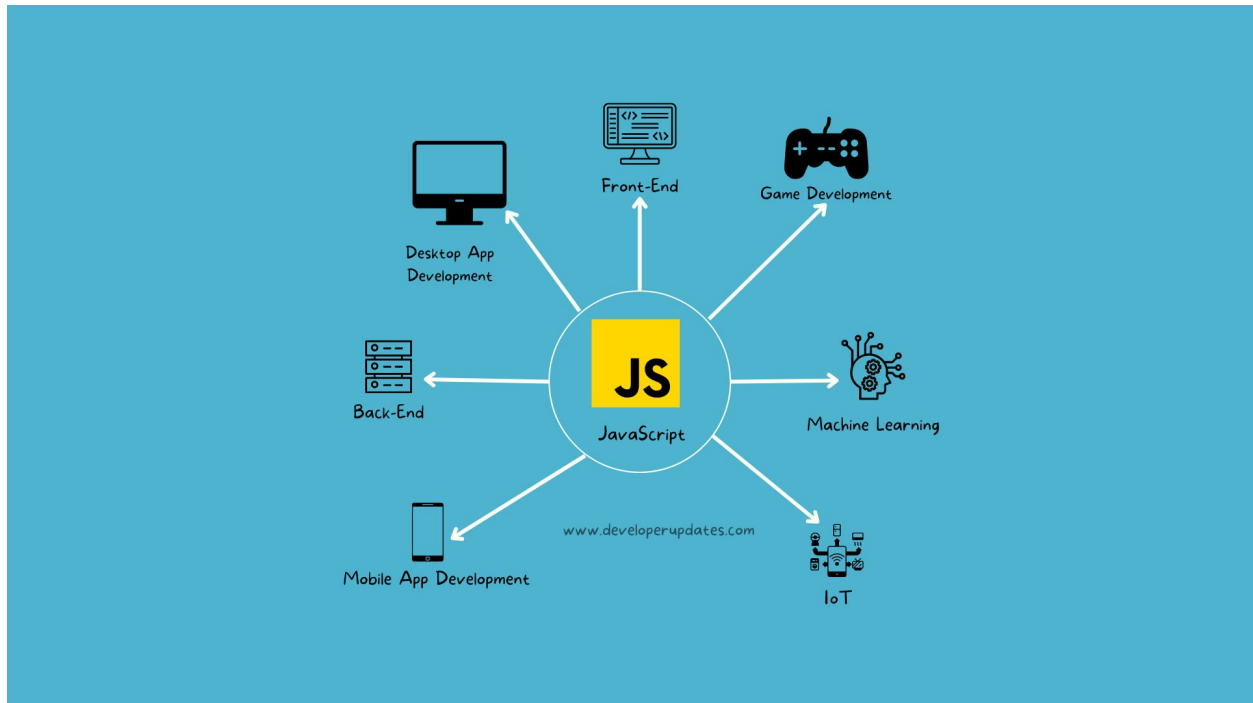 Front-End
Game Development
Desktop App
Development
JS
JavaScript
Back-End
Machine Learning
www.developerupdates.com
Mobile App Development
IoT